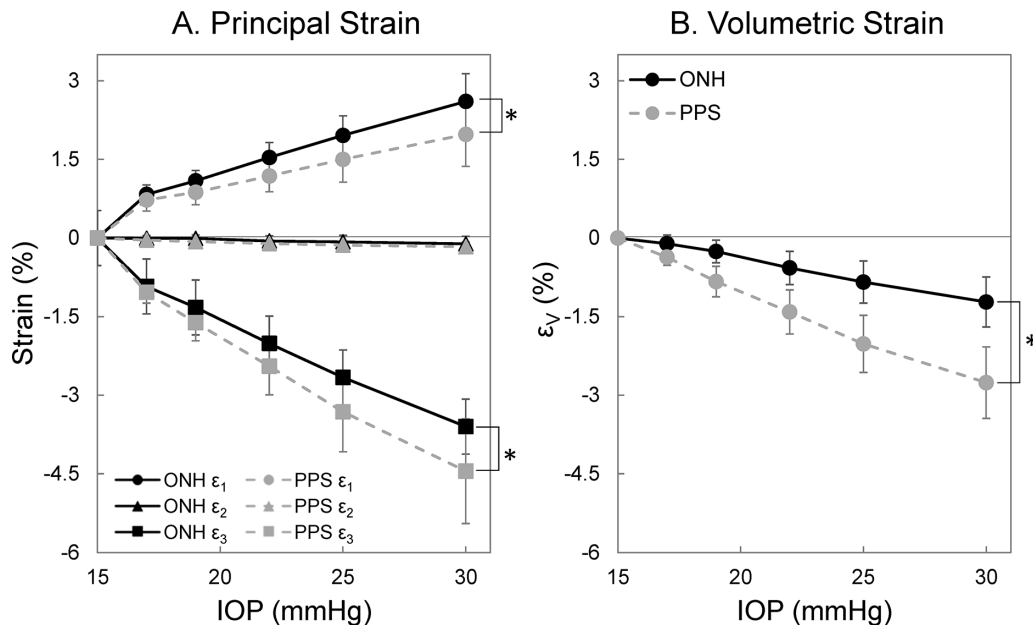 A. Principal Strain
Strain (%)
3
1.5
0
-1.5
-3
-4.5
-6
*
*
ONH ε₁ PPS ε₁
ONH ε₂ PPS ε₂
ONH ε₃ PPS ε₃
15 20 25 30
IOP (mmHg)
B. Volumetric Strain
εV (%)
3
1.5
0
-1.5
-3
-4.5
-6
ONH
PPS
*
15 20 25 30
IOP (mmHg)